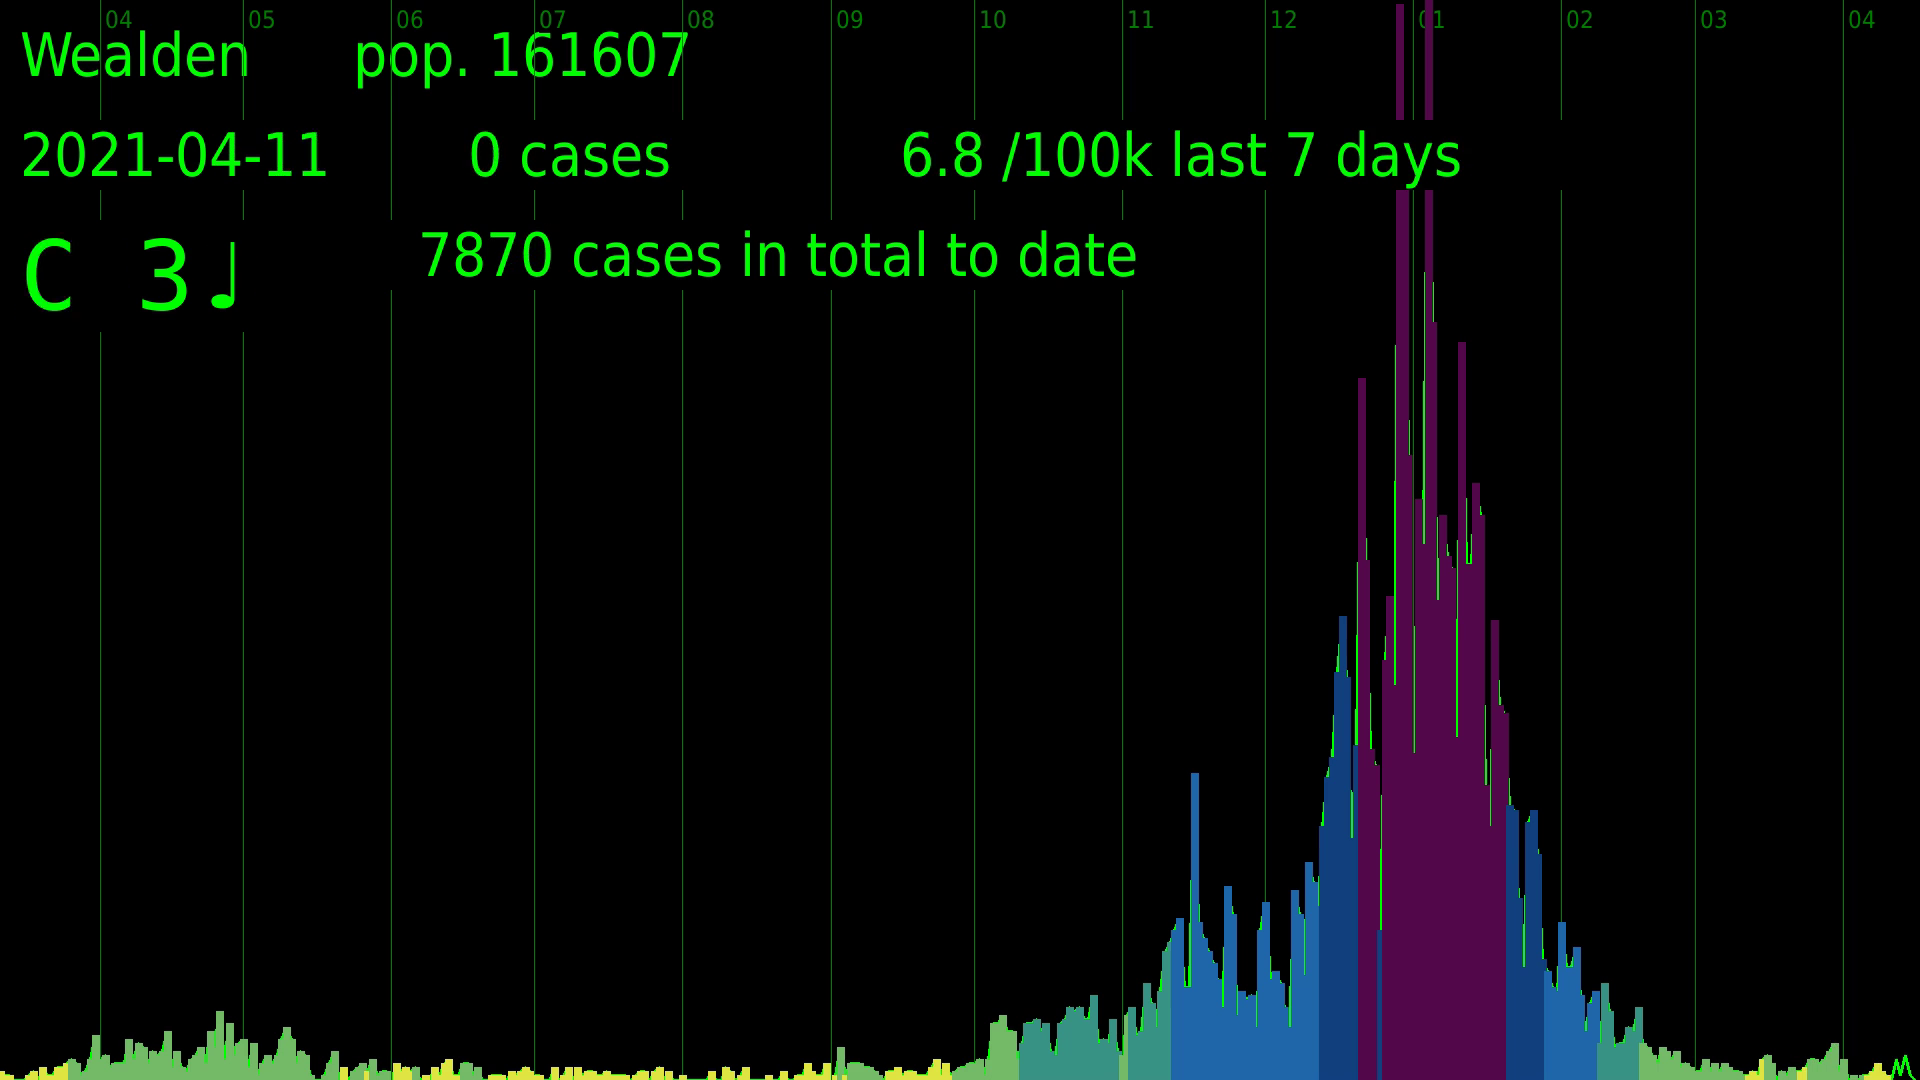 04 05 06 07 08 09 10 11 12 01 02 03 04
Wealden pop. 161607
2021-04-11 0 cases 6.8 /100k last 7 days
C 3♩ 7870 cases in total to date